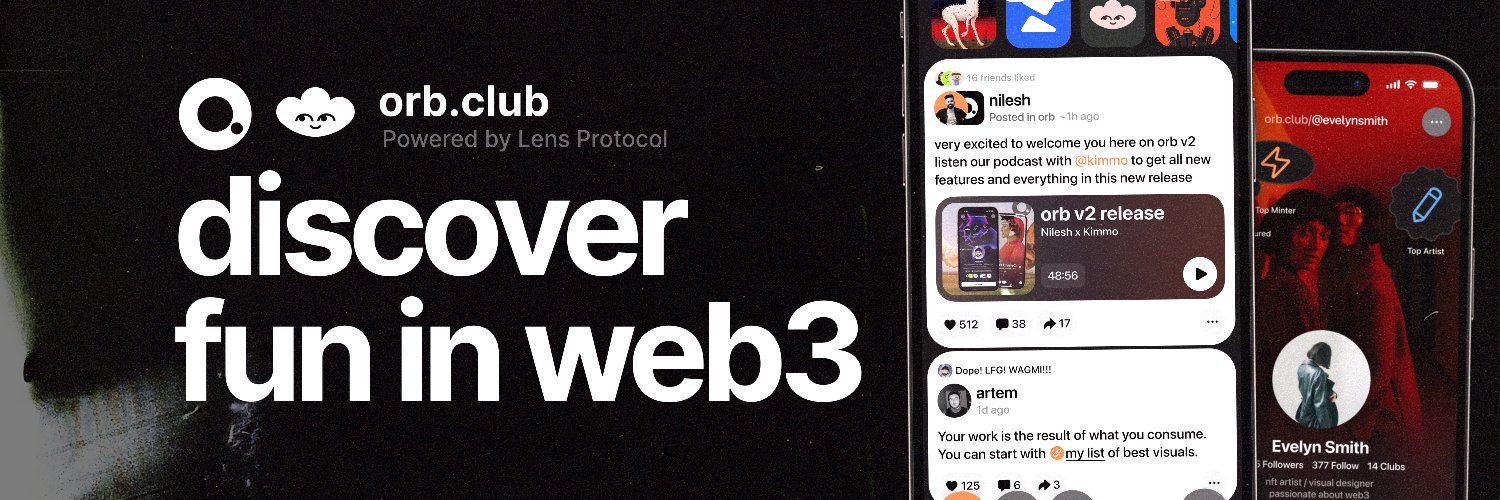 orb.club
Powered by Lens Protocol
discover
fun in web3
16 friends liked
nilesh
Posted in orb ~1h ago
very excited to welcome you here on orb v2
listen our podcast with @kimmo to get all new
features and everything in this new release
orb v2 release
Nilesh x Kimmo
48:56
512 38 17
Dope! LFG! WAGMI!!!
artem
1d ago
Your work is the result of what you consume.
You can start with my list of best visuals.
125 6 3
orb.club/@evelynsmith
Top Minter
Top Artist
Evelyn Smith
Followers 377 Follow 14 Clubs
nft artist / visual designer
passionate about web3